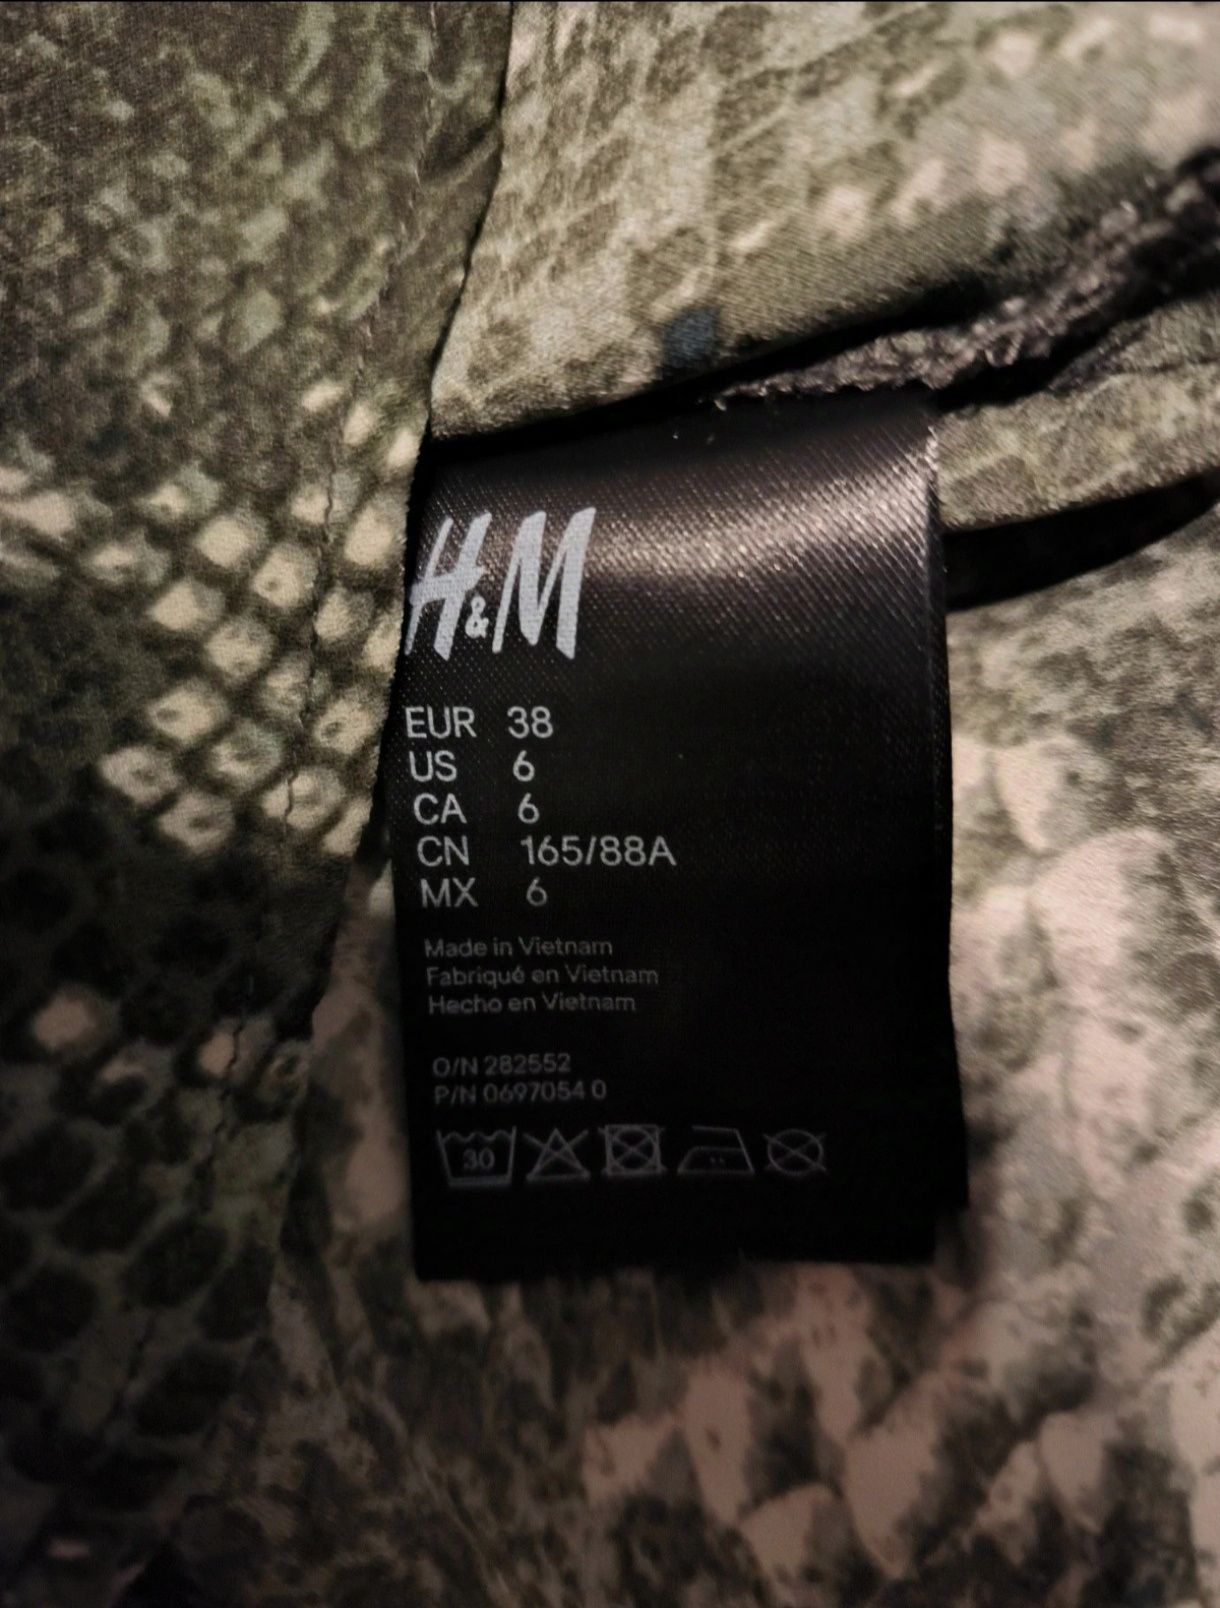 H&M
EUR 38
US 6
CA 6
CN 165/88A
MX 6
Made in Vietnam
Fabriqué en Vietnam
Hecho en Vietnam
O/N 282552
P/N 0697054 0
30